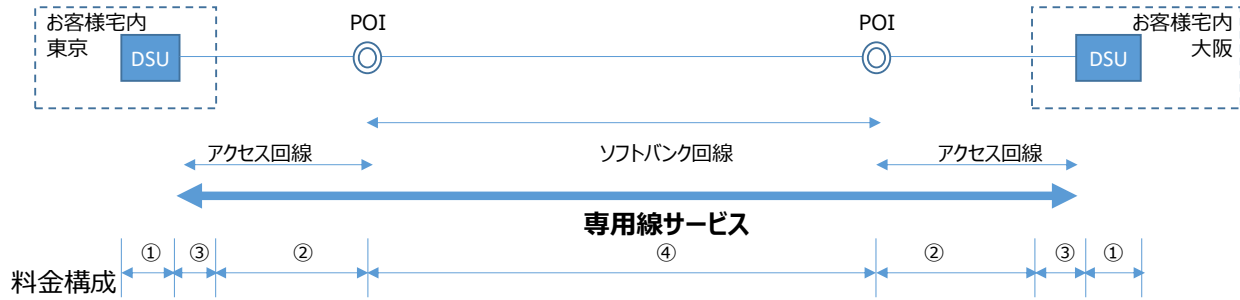 お客様宅内
東京
DSU
POI
POI
お客様宅内
大阪
DSU
アクセス回線
ソフトバンク回線
アクセス回線
専用線サービス
料金構成
① ③ ② ④ ② ③ ①